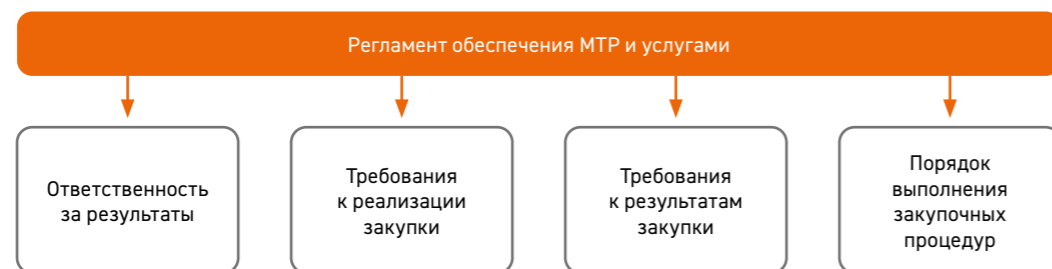 Регламент обеспечения МТР и услугами
Ответственность
за результаты
Требования
к реализации
закупки
Требования
к результатам
закупки
Порядок
выполнения
закупочных
процедур